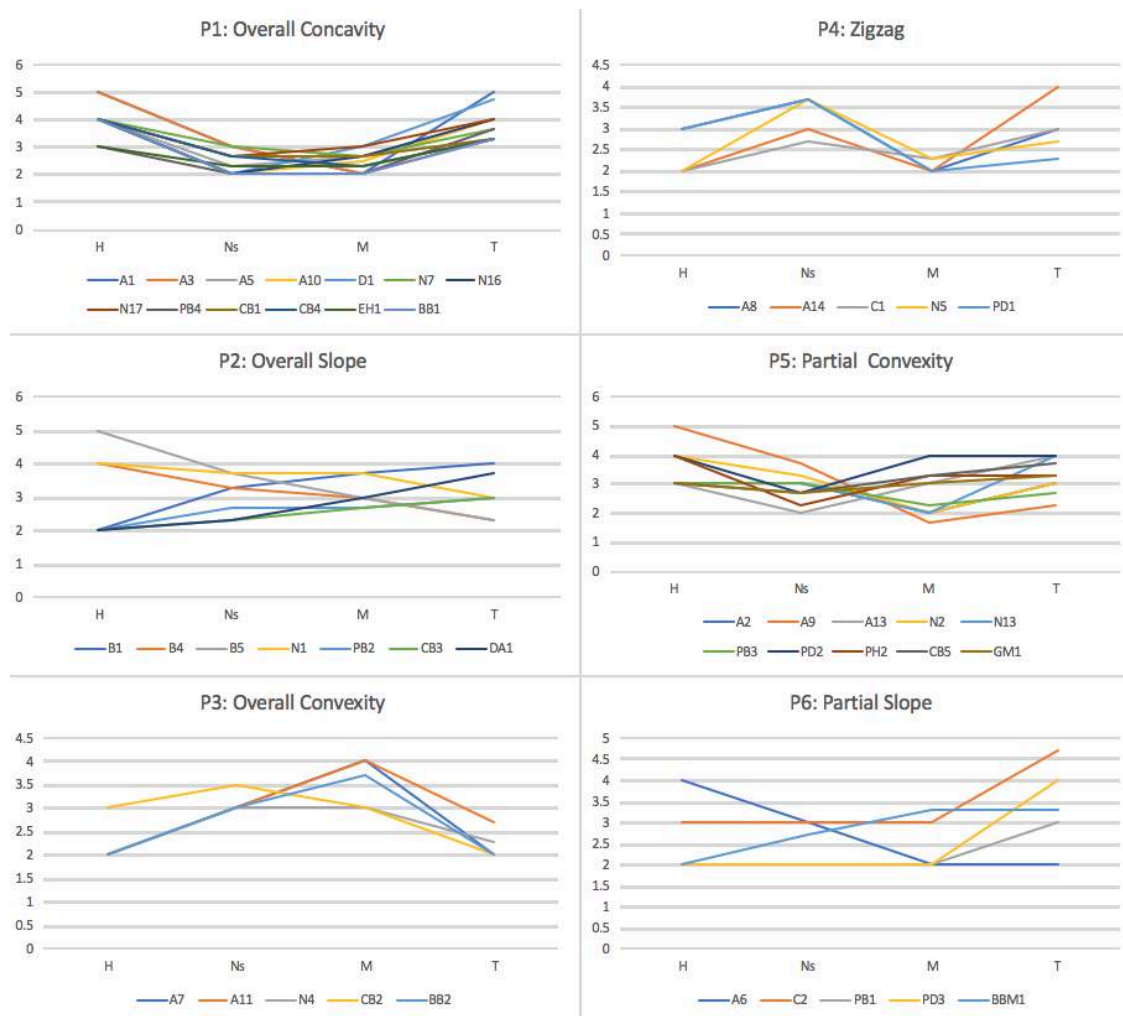 P1: Overall Concavity
6
5
4
3
2
1
0
H Ns M T
A1 A3 A5 A10 D1 N7 N16
N17 PB4 CB1 CB4 EH1 BB1
P4: Zigzag
4.5
4
3.5
3
2.5
2
1.5
1
0.5
0
H Ns M T
A8 A14 C1 N5 PD1
P2: Overall Slope
6
5
4
3
2
1
0
H Ns M T
B1 B4 B5 N1 PB2 CB3 DA1
P5: Partial Convexity
6
5
4
3
2
1
0
H Ns M T
A2 A9 A13 N2 N13
PB3 PD2 PH2 CB5 GM1
P3: Overall Convexity
4.5
4
3.5
3
2.5
2
1.5
1
0.5
0
H Ns M T
A7 A11 N4 CB2 BB2
P6: Partial Slope
5
4.5
4
3.5
3
2.5
2
1.5
1
0.5
0
H Ns M T
A6 C2 PB1 PD3 BBM1